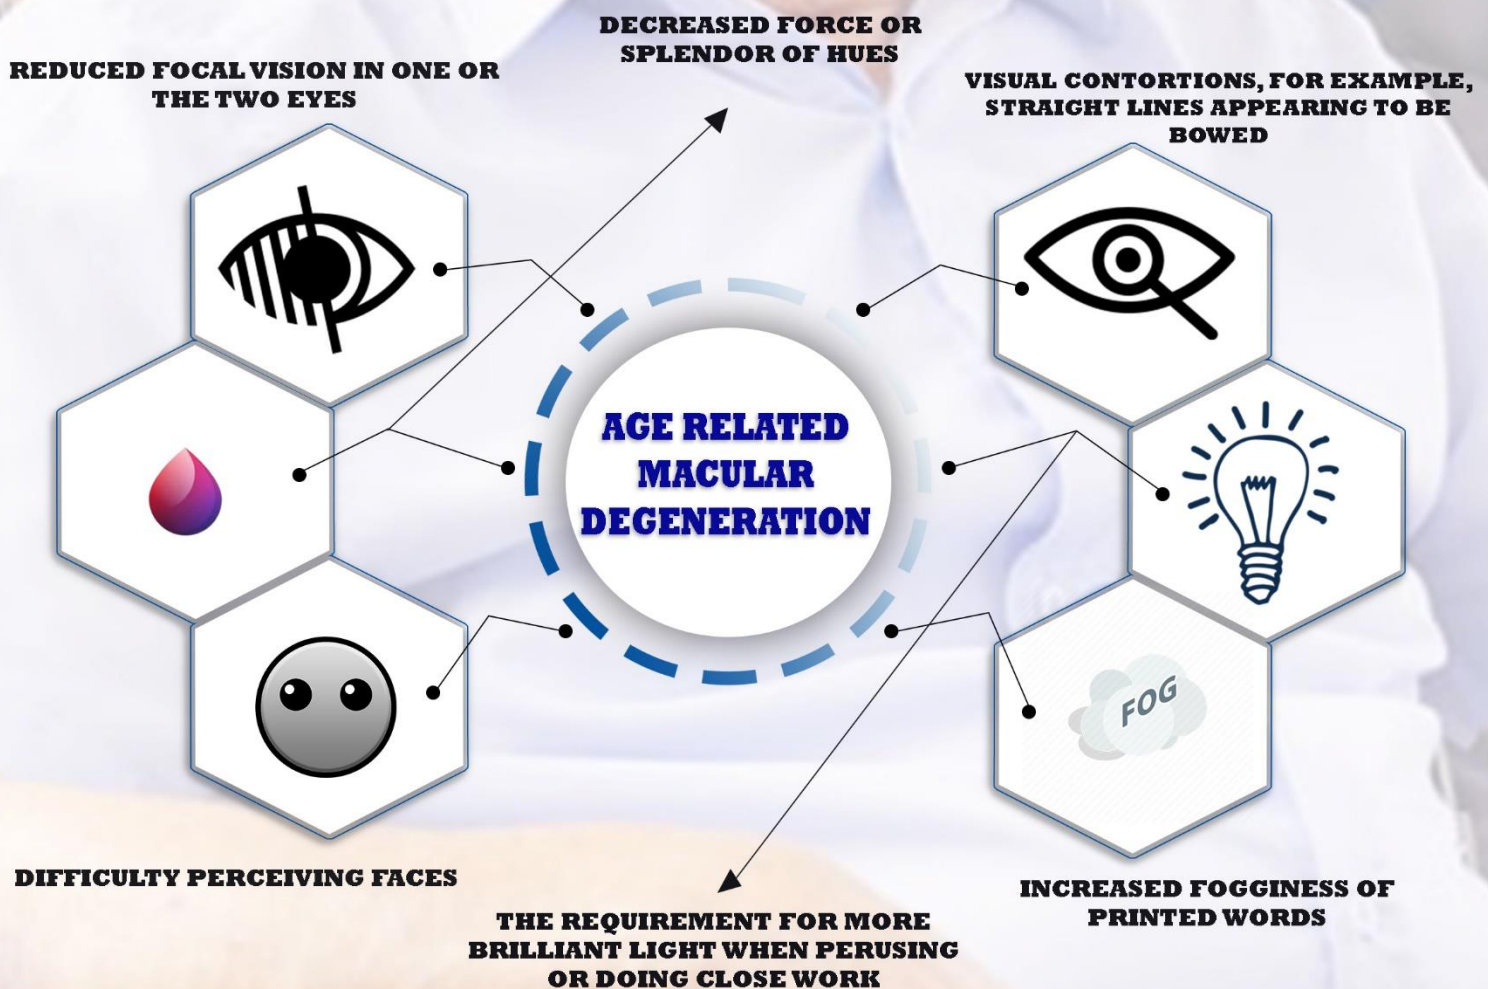 DECREASED FORCE OR
SPLENDOR OF HUES
REDUCED FOCAL VISION IN ONE OR
THE TWO EYES
VISUAL CONTORTIONS, FOR EXAMPLE,
STRAIGHT LINES APPEARING TO BE
BOWED
AGE RELATED
MACULAR
DEGENERATION
FOG
DIFFICULTY PERCEIVING FACES
INCREASED FOGGINESS OF
PRINTED WORDS
THE REQUIREMENT FOR MORE
BRILLIANT LIGHT WHEN PERUSING
OR DOING CLOSE WORK